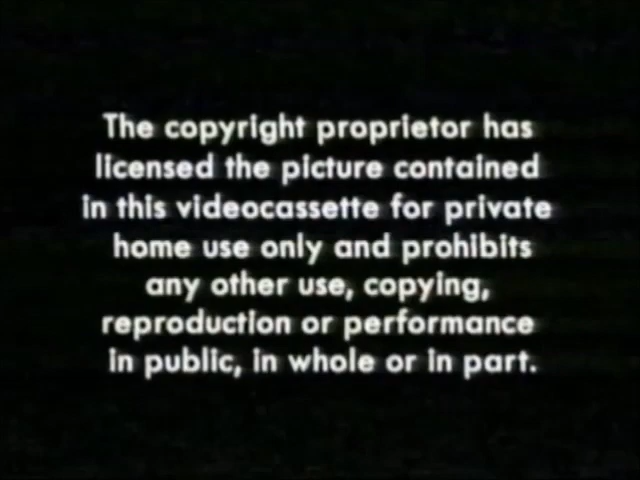 The copyright proprietor has
licensed the picture contained
in this videocassette for private
home use only and prohibits
any other use, copying,
reproduction or performance
in public, in whole or in part.